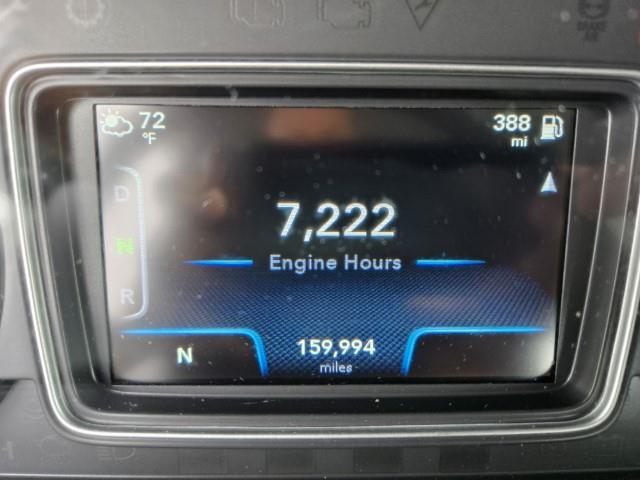 72
°F
388
mi
D
N
R
7,222
Engine Hours
N
159,994
miles